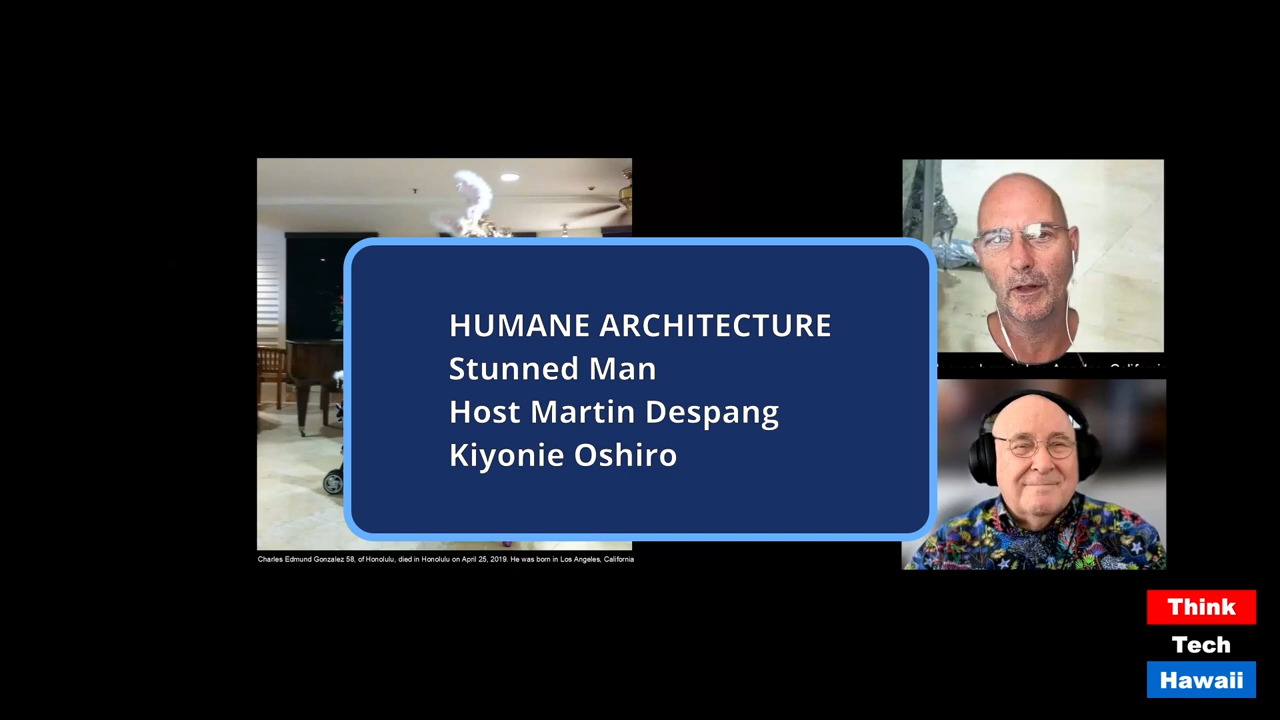 HUMANE ARCHITECTURE
Stunned Man
Host Martin Despang
Kiyonie Oshiro
Charles Edmund Gonzalez 58, of Honolulu, died in Honolulu on April 25, 2019. He was born in Los Angeles, California
Think
Tech
Hawaii